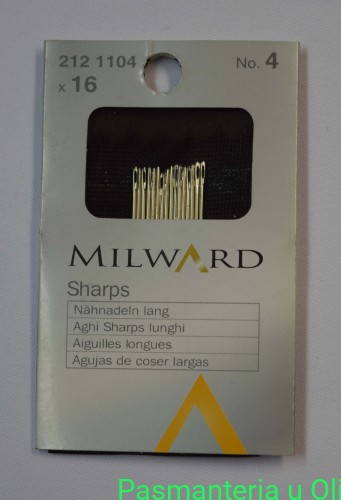 212 1104
No. 4
x 16
MILWARD
Sharps
Nähnadeln lang
Aghi Sharps lunghi
Aiguilles longues
Agujas de coser largas
Pasmanteria u Oli